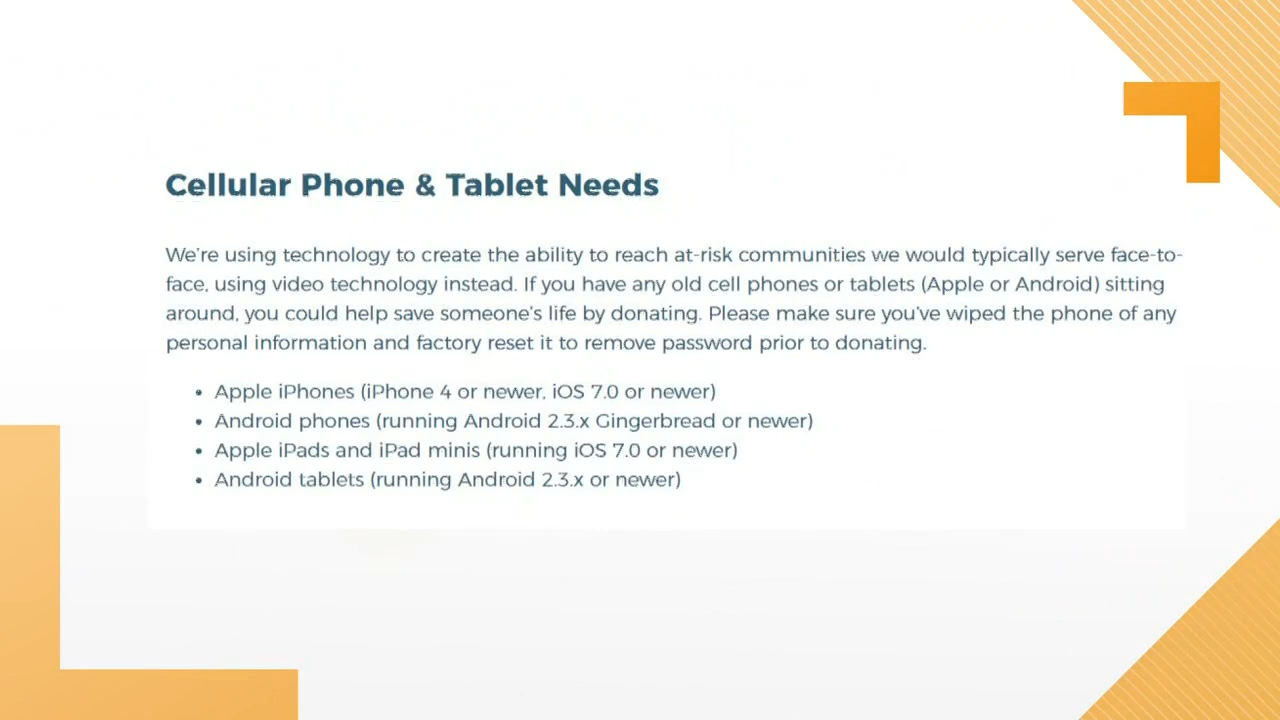 Cellular Phone & Tablet Needs
We're using technology to create the ability to reach at-risk communities we would typically serve face-to-
face, using video technology instead. If you have any old cell phones or tablets (Apple or Android) sitting
around, you could help save someone's life by donating. Please make sure you've wiped the phone of any
personal information and factory reset it to remove password prior to donating.
• Apple iPhones (iPhone 4 or newer, iOS 7.0 or newer)
• Android phones (running Android 2.3.x Gingerbread or newer)
• Apple iPads and iPad minis (running iOS 7.0 or newer)
• Android tablets (running Android 2.3.x or newer)